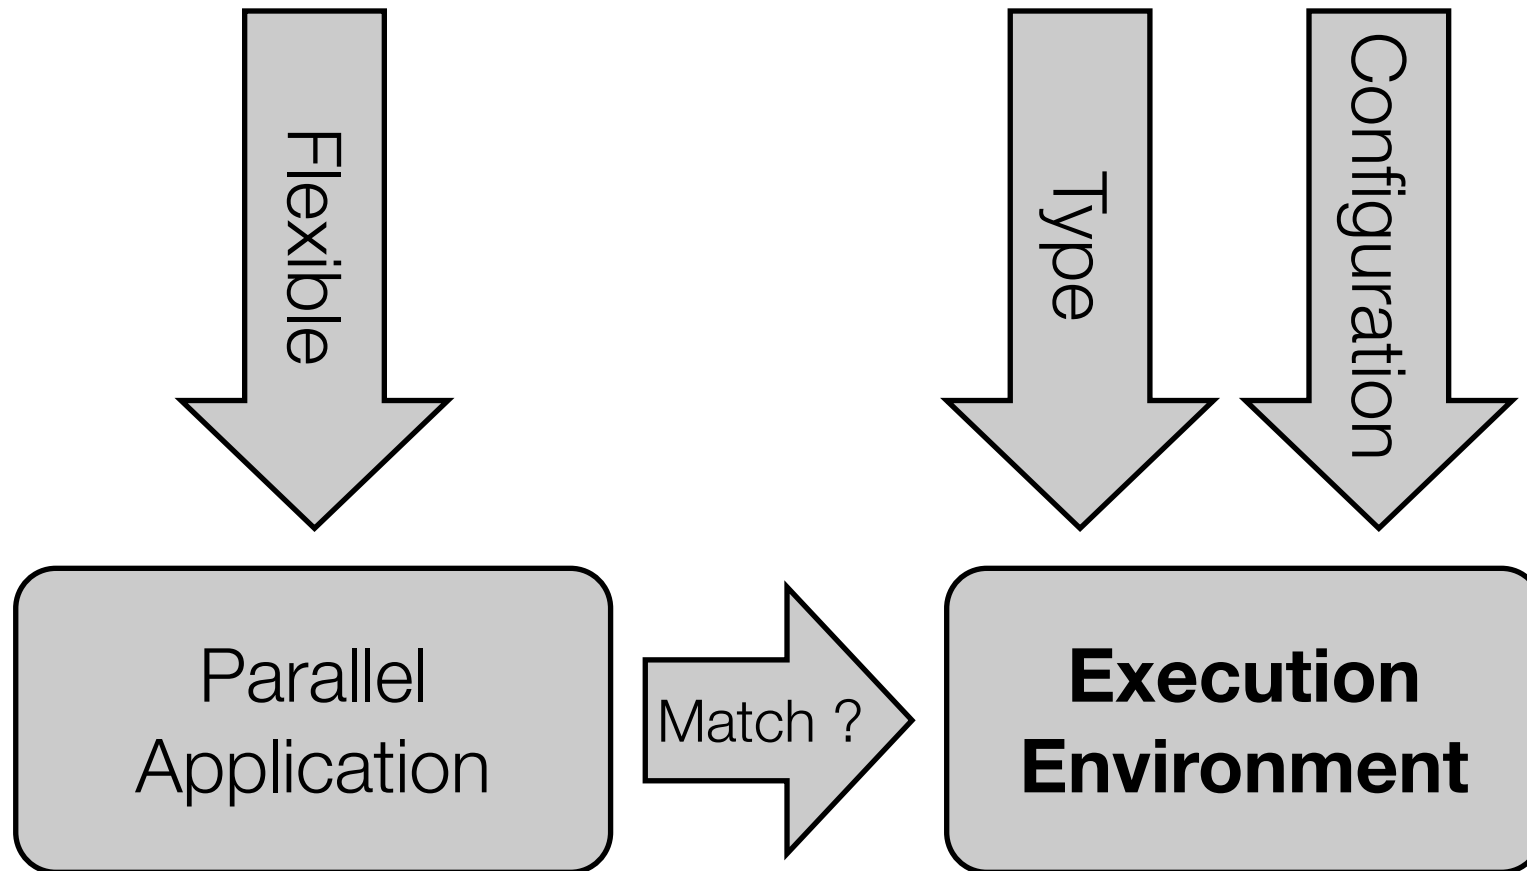 Flexible
Type
Configuration
Parallel
Application
Match ?
Execution
Environment